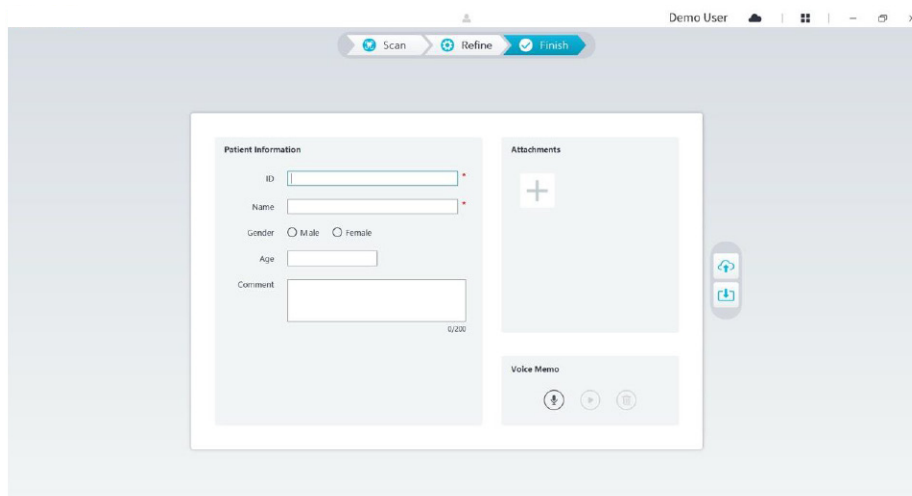 Demo User
Scan
Refine
Finish
Patient Information
ID
*
Name
*
Gender
Male
Female
Age
Comment
0/200
Attachments
Voice Memo